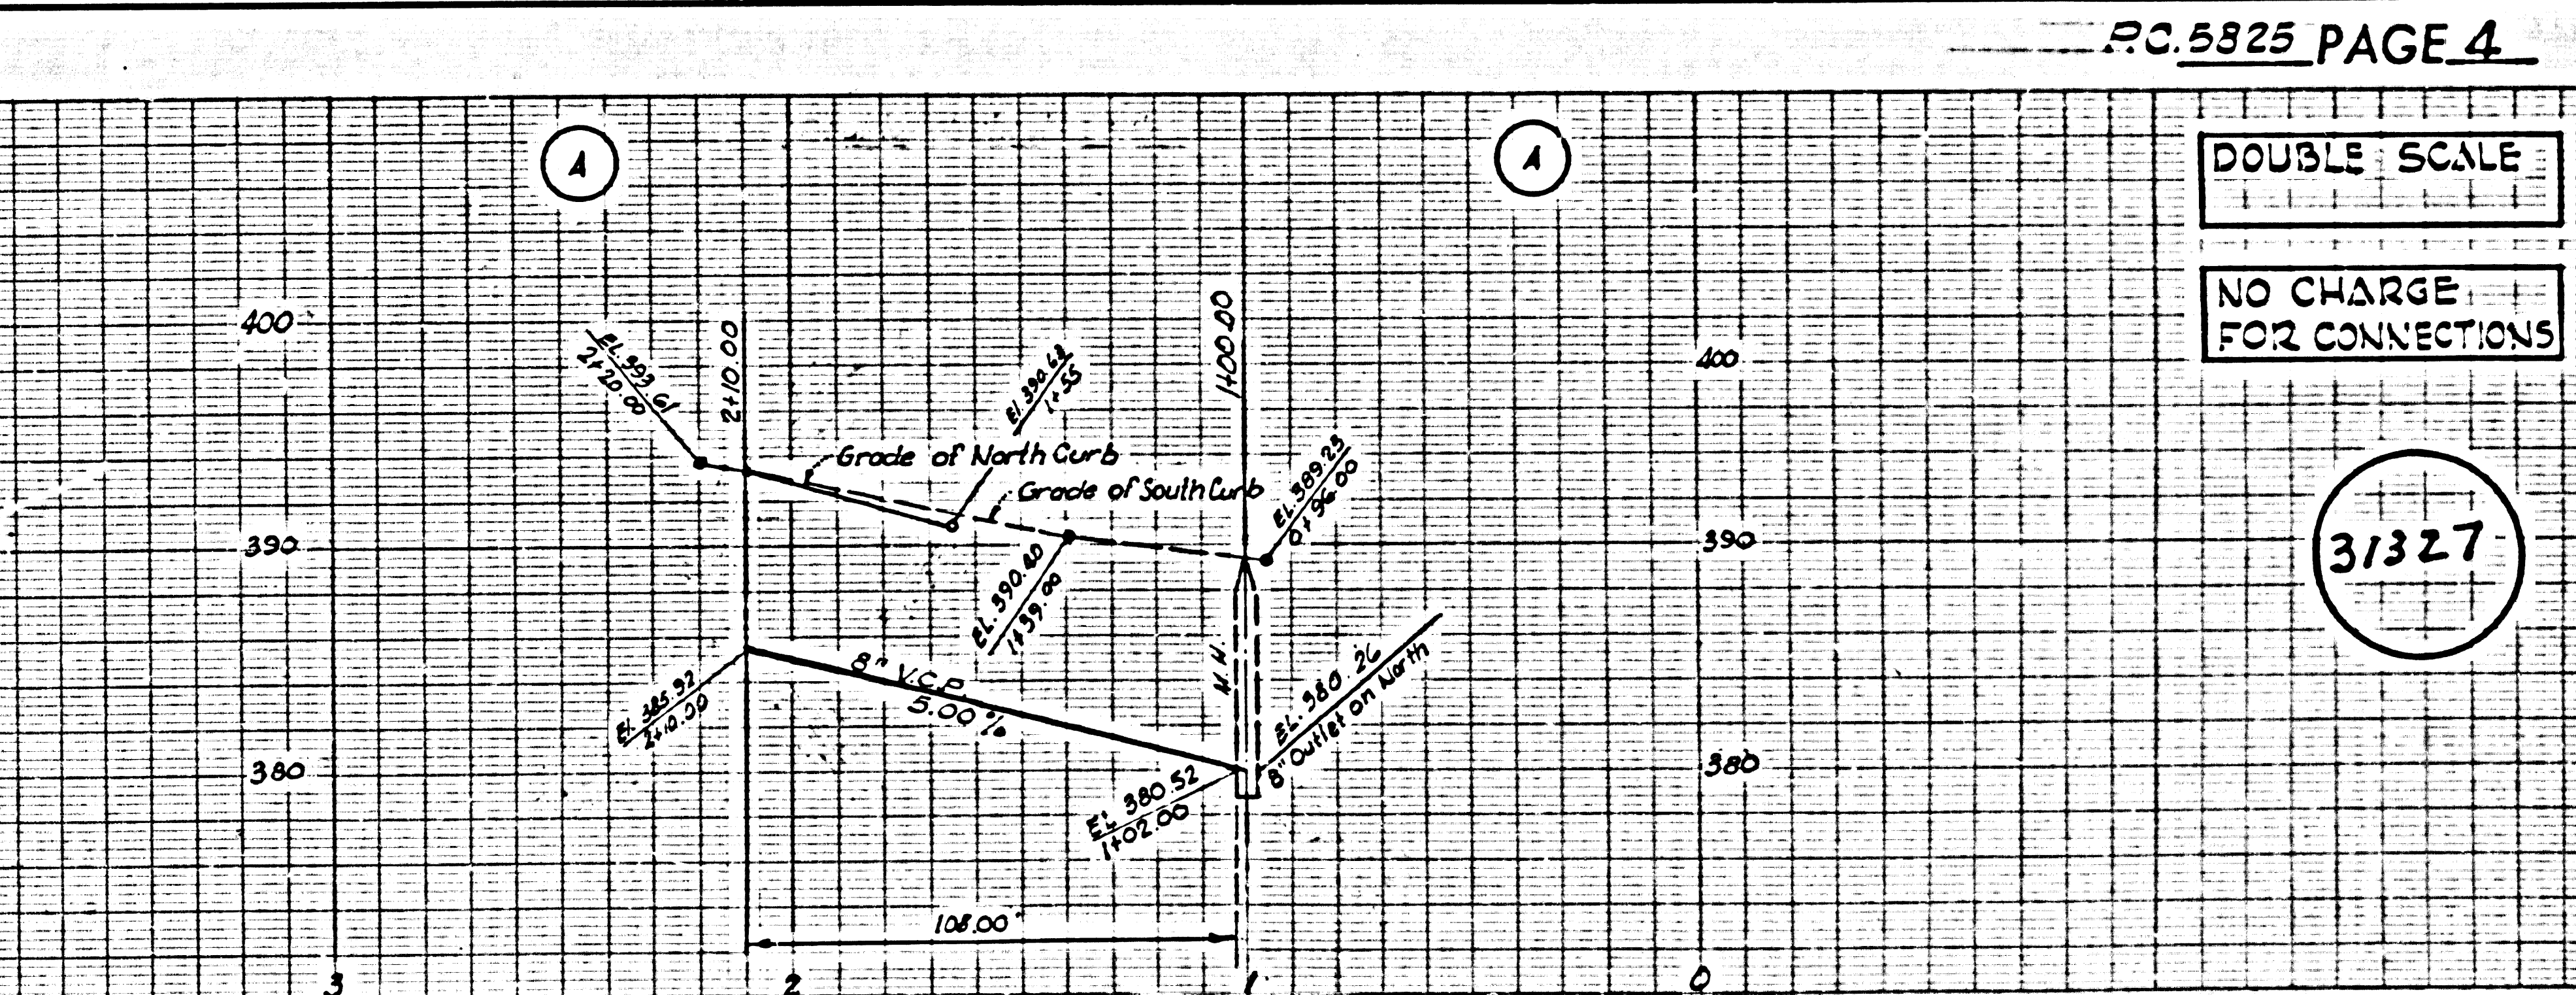 P.C. 5825 PAGE 4
A
A
DOUBLE SCALE
NO CHARGE
FOR CONNECTIONS
31327
400
400
390
390
380
380
EL. 393.61
2+20.00
2+10.00
El. 390.63
1+55
1+00.00
Grade of North Curb
Grade of South Curb
EL. 389.23
0+96.00
EL. 390.40
1+39.00
M.H.
8" V.C.P.
5.00 %
EL. 385.92
2+10.00
EL. 380.26
8" Outlet on North
EL 380.52
1+02.00
108.00
3
2
1
0